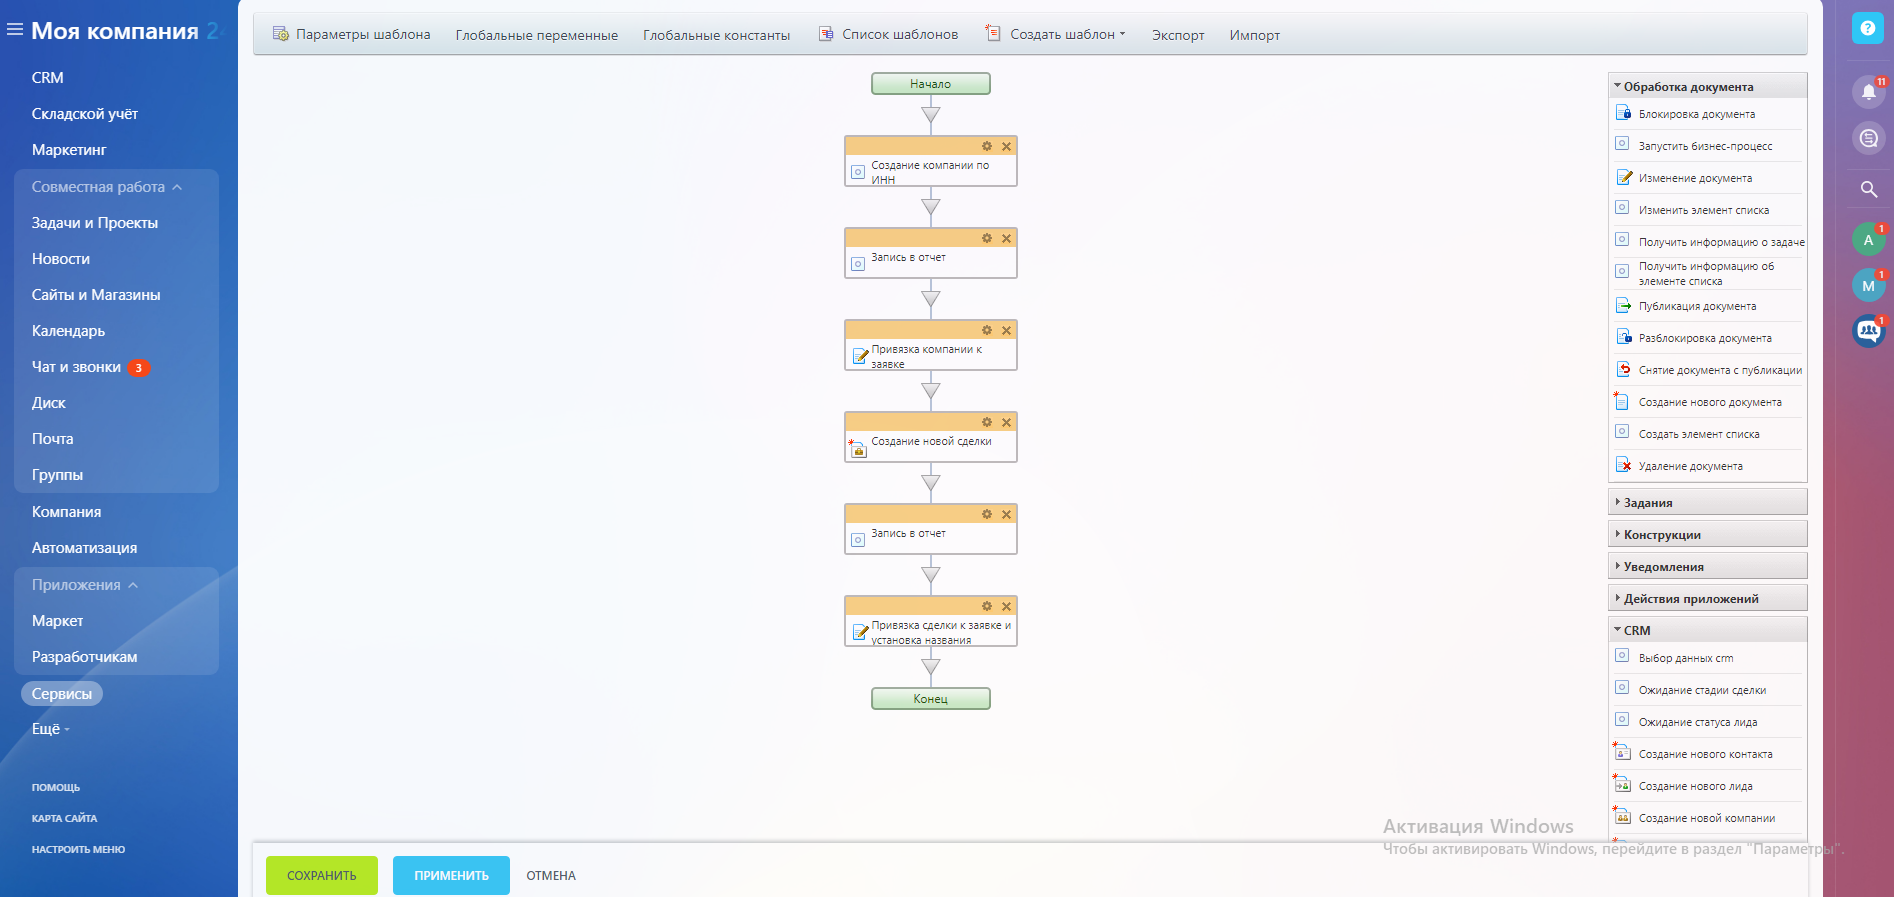 Моя компания 24
CRM
Складской учёт
Маркетинг
Совместная работа
Задачи и Проекты
Новости
Сайты и Магазины
Календарь
Чат и звонки 3
Диск
Почта
Группы
Компания
Автоматизация
Приложения
Маркет
Разработчикам
Сервисы
Ещё
ПОМОЩЬ
КАРТА САЙТА
НАСТРОИТЬ МЕНЮ
Параметры шаблона Глобальные переменные Глобальные константы Список шаблонов Создать шаблон Экспорт Импорт
Начало
Создание компании по
ИНН
Запись в отчет
Привязка компании к
заявке
Создание новой сделки
Запись в отчет
Привязка сделки к заявке и
установка названия
Конец
Обработка документа
Блокировка документа
Запустить бизнес-процесс
Изменение документа
Изменить элемент списка
Получить информацию о задаче
Получить информацию об
элементе списка
Публикация документа
Разблокировка документа
Снятие документа с публикации
Создание нового документа
Создать элемент списка
Удаление документа
Задания
Конструкции
Уведомления
Действия приложений
CRM
Выбор данных crm
Ожидание стадии сделки
Ожидание статуса лида
Создание нового контакта
Создание нового лида
Создание новой компании
Активация Windows
Чтобы активировать Windows, перейдите в раздел "Параметры".
СОХРАНИТЬ ПРИМЕНИТЬ ОТМЕНА
?
11
A 1
M 1
1